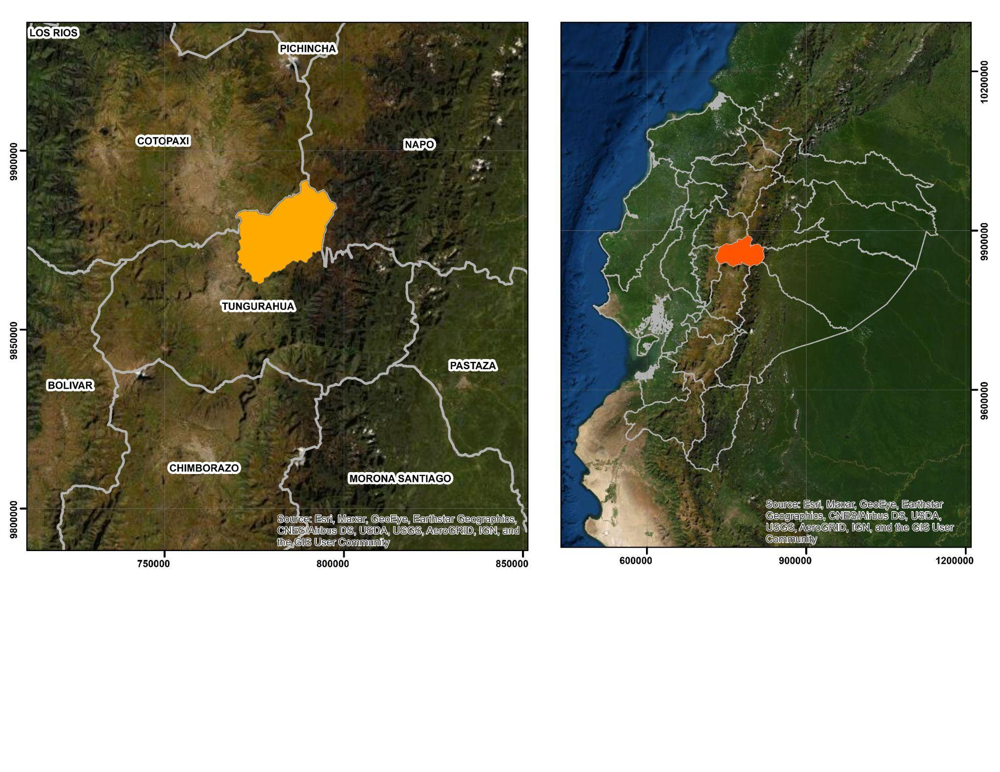 LOS RIOS
PICHINCHA
COTOPAXI
NAPO
TUNGURAHUA
PASTAZA
BOLIVAR
CHIMBORAZO
MORONA SANTIAGO
Source: Esri, Maxar, GeoEye, Earthstar Geographics,
CNES/Airbus DS, USDA, USGS, AeroGRID, IGN, and
the GIS User Community
9900000
9850000
9800000
750000
800000
850000
Source: Esri, Maxar, GeoEye, Earthstar
Geographics, CNES/Airbus DS, USDA,
USGS, AeroGRID, IGN, and the GIS User
Community
10200000
9900000
9600000
600000
900000
1200000